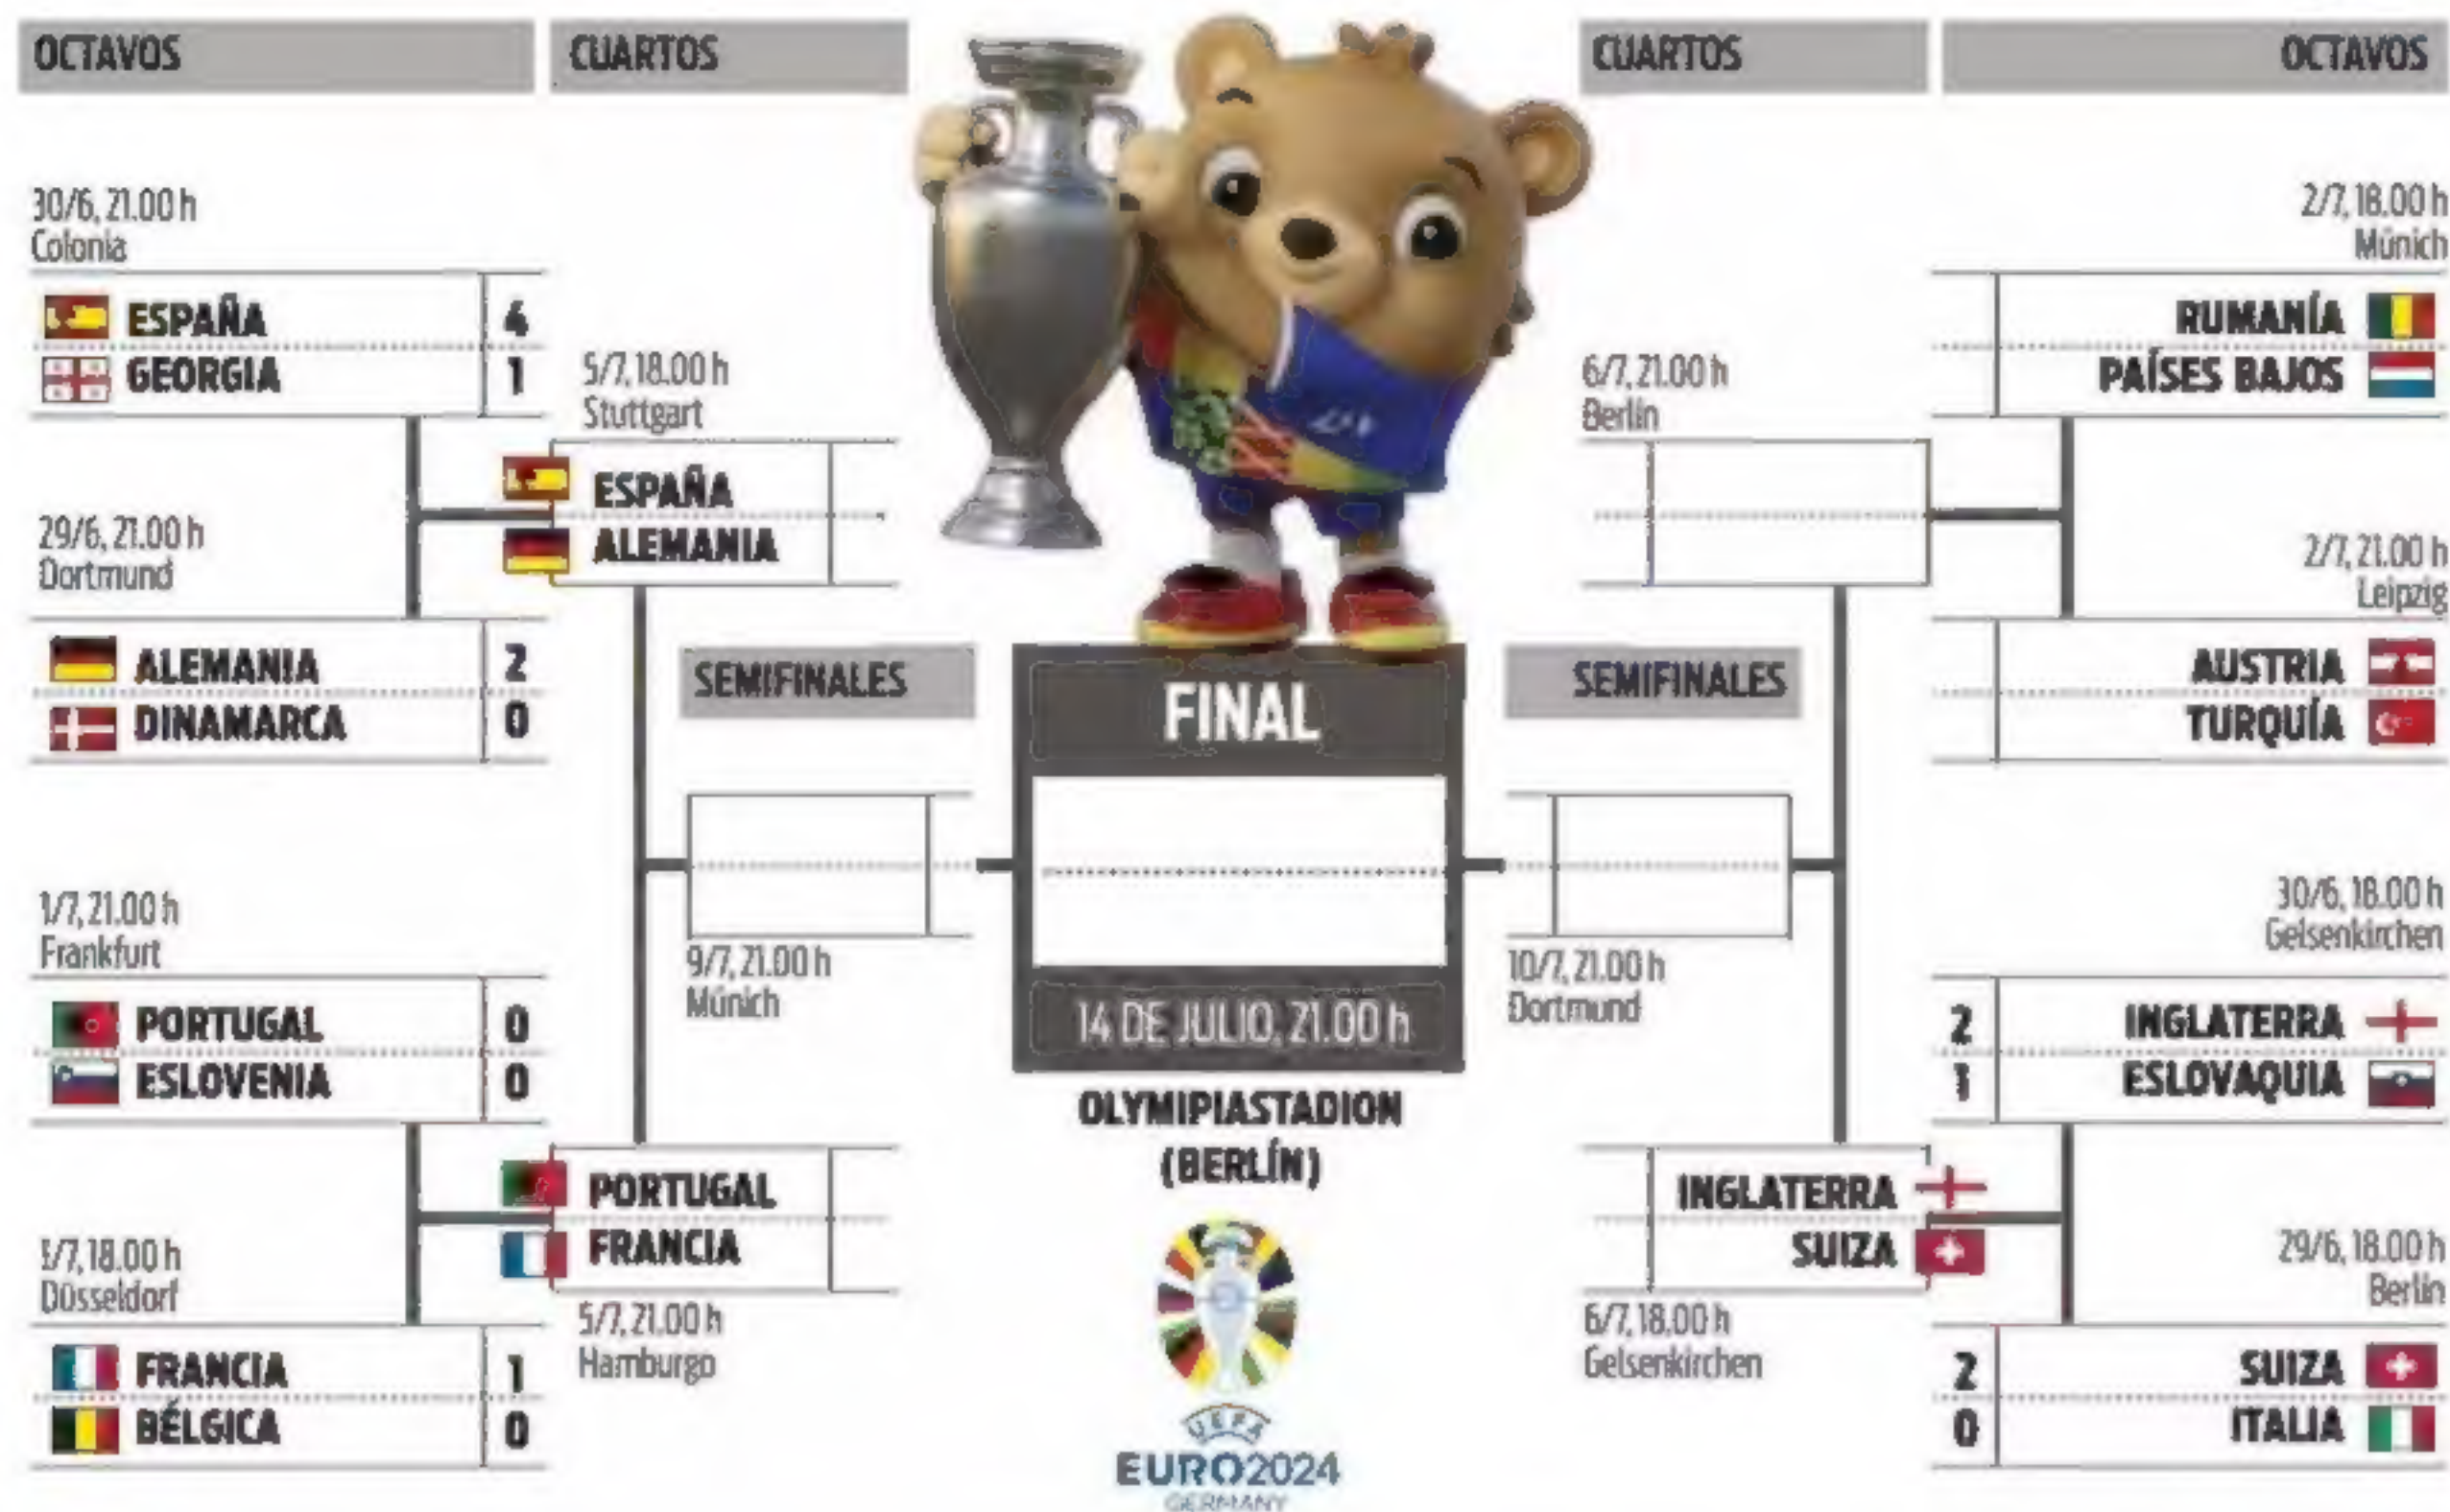 OCTAVOS
CUARTOS
CUARTOS
OCTAVOS
30/6, 21.00 h
Colonia
ESPAÑA 4
GEORGIA 1
29/6, 21.00 h
Dortmund
ALEMANIA 2
DINAMARCA 0
5/7, 18.00 h
Stuttgart
ESPAÑA
ALEMANIA
1/7, 21.00 h
Frankfurt
PORTUGAL 0
ESLOVENIA 0
1/7, 18.00 h
Düsseldorf
FRANCIA 1
BÉLGICA 0
PORTUGAL
FRANCIA
5/7, 21.00 h
Hamburgo
SEMIFINALES
9/7, 21.00 h
Múnich
FINAL
14 DE JULIO, 21.00 h
OLYMIPIASTADION
(BERLÍN)
UEFA
EURO2024
GERMANY
SEMIFINALES
10/7, 21.00 h
Dortmund
6/7, 21.00 h
Berlín
INGLATERRA
SUIZA
6/7, 18.00 h
Gelsenkirchen
2/7, 18.00 h
Múnich
RUMANÍA
PAÍSES BAJOS
2/7, 21.00 h
Leipzig
AUSTRIA
TURQUÍA
30/6, 18.00 h
Gelsenkirchen
2 INGLATERRA
1 ESLOVAQUIA
29/6, 18.00 h
Berlín
2 SUIZA
0 ITALIA